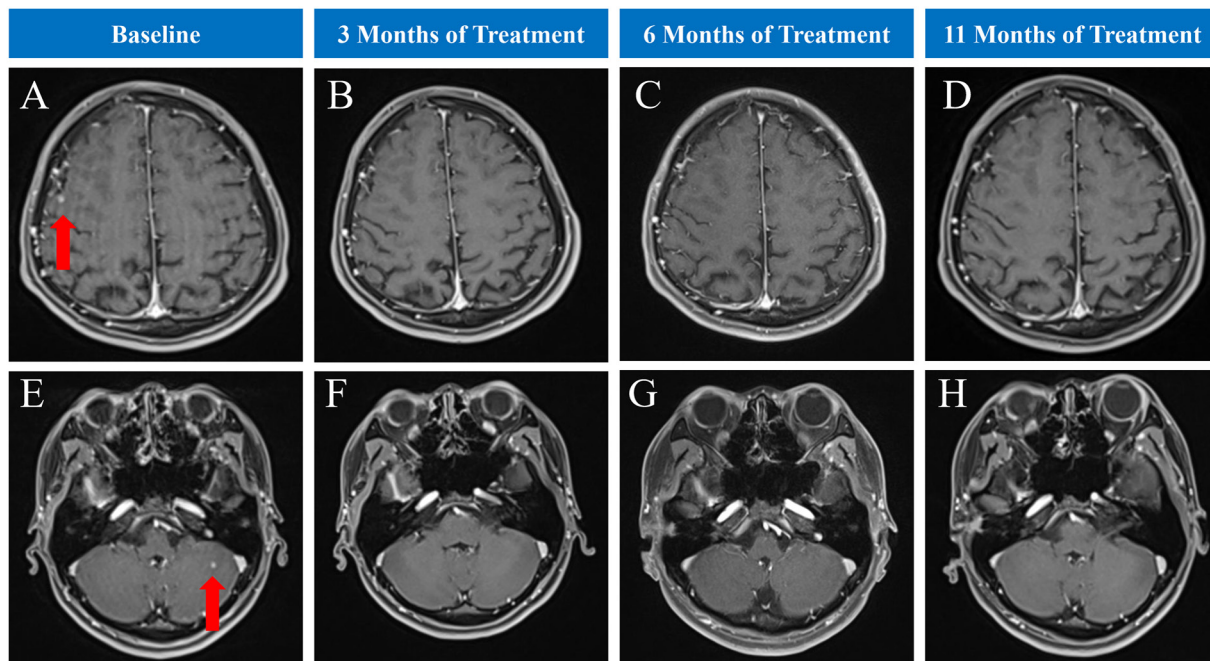 Baseline
3 Months of Treatment
6 Months of Treatment
11 Months of Treatment
A
B
C
D
E
F
G
H